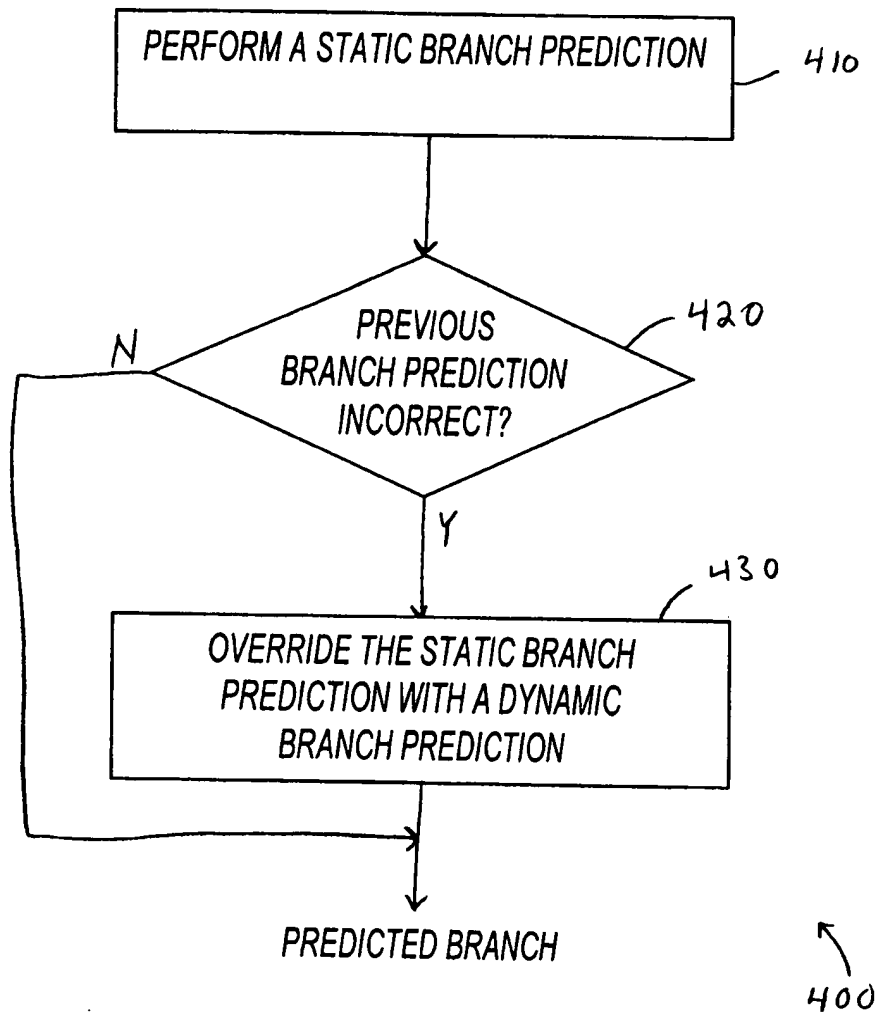 PERFORM A STATIC BRANCH PREDICTION
410
PREVIOUS
BRANCH PREDICTION
INCORRECT?
420
N
Y
430
OVERRIDE THE STATIC BRANCH
PREDICTION WITH A DYNAMIC
BRANCH PREDICTION
PREDICTED BRANCH
400